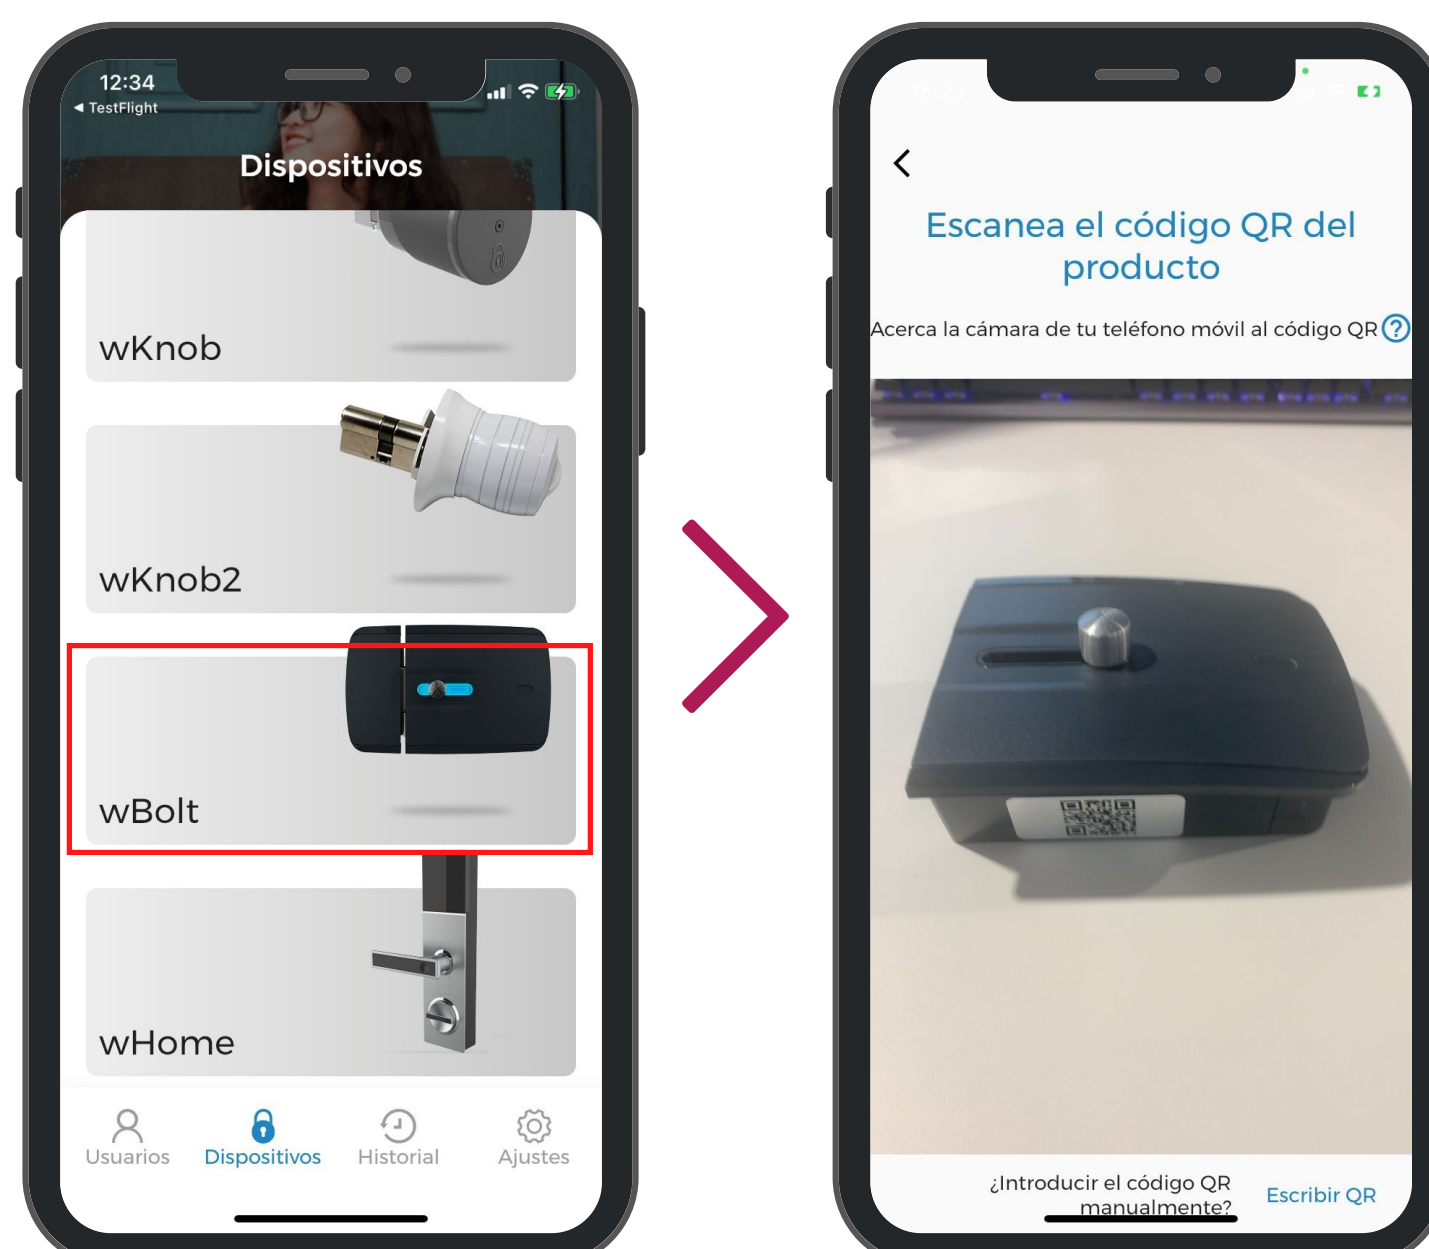 12:34
TestFlight
Dispositivos
wKnob
wKnob2
wBolt
wHome
Usuarios
Dispositivos
Historial
Ajustes
Escanea el código QR del
producto
Acerca la cámara de tu teléfono móvil al código QR
?
¿Introducir el código QR
manualmente?
Escribir QR